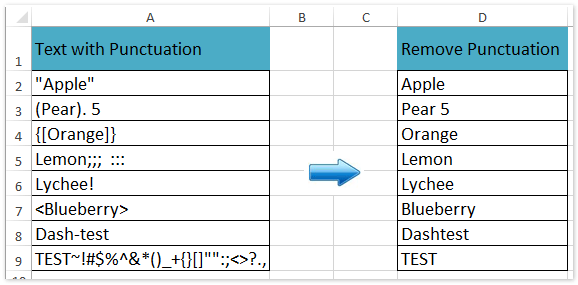 A B C D
1 Text with Punctuation Remove Punctuation
2 "Apple" Apple
3 (Pear). 5 Pear 5
4 {[Orange]} Orange
5 Lemon;;;  ::: Lemon
6 Lychee! Lychee
7 <Blueberry> Blueberry
8 Dash-test Dashtest
9 TEST~!#$%^&*()_+{}[]"":;<>?., TEST